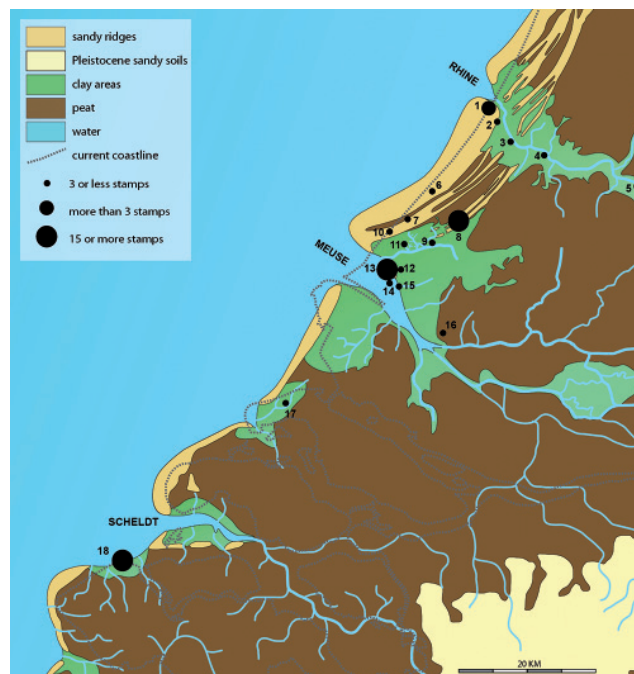 sandy ridges
Pleistocene sandy soils
clay areas
peat
water
current coastline
3 or less stamps
more than 3 stamps
15 or more stamps
RHINE
1
2
3
4
5
6
7
8
10
11
9
MEUSE
13
12
14
15
16
17
SCHELDT
18
20 KM